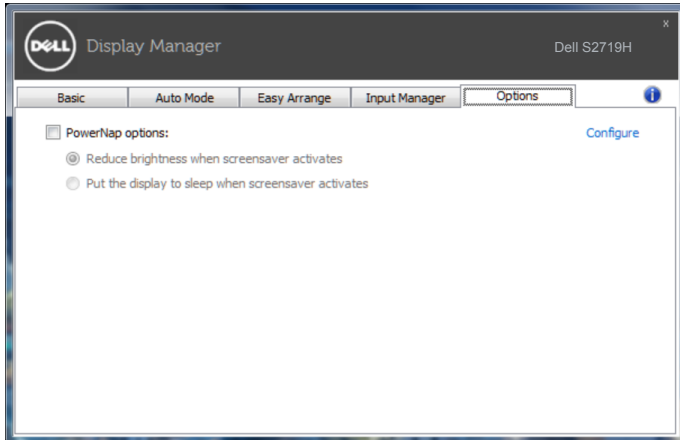 DELL Display Manager
x
Dell S2719H
Basic Auto Mode Easy Arrange Input Manager Options i
PowerNap options: Configure
Reduce brightness when screensaver activates
Put the display to sleep when screensaver activates